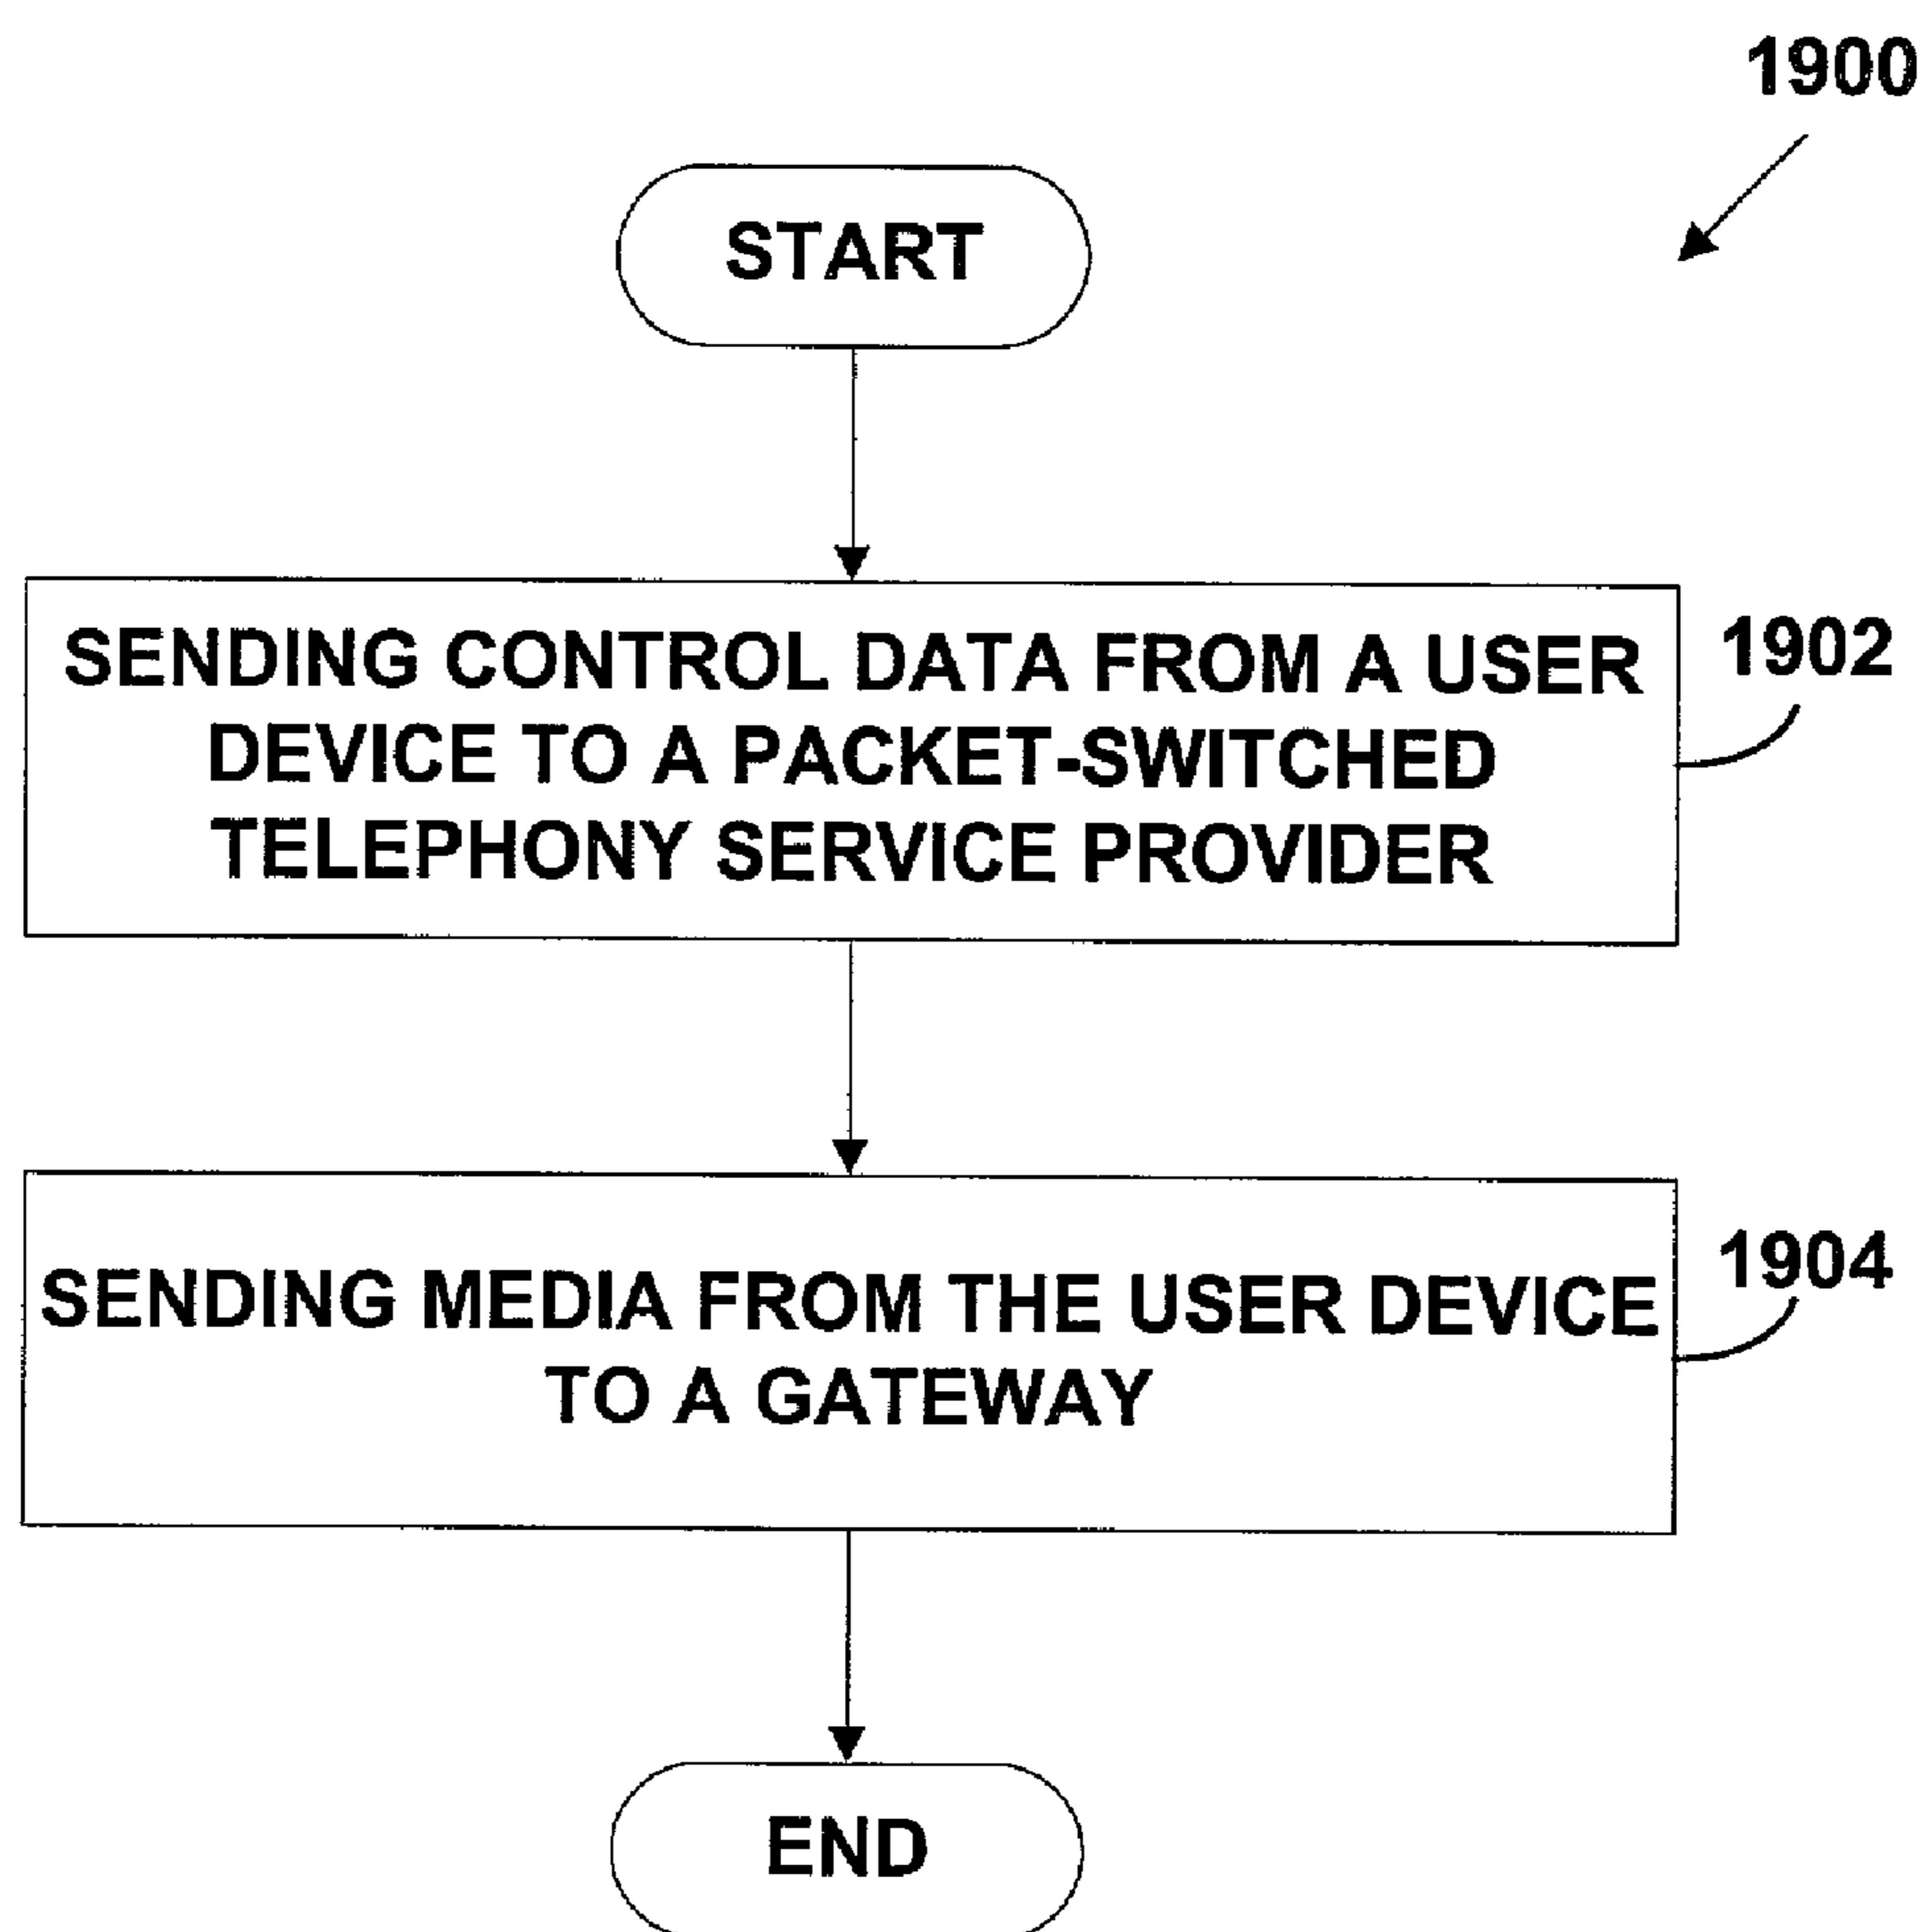 1900
START
SENDING CONTROL DATA FROM A USER
DEVICE TO A PACKET-SWITCHED
TELEPHONY SERVICE PROVIDER
1902
SENDING MEDIA FROM THE USER DEVICE
TO A GATEWAY
1904
END